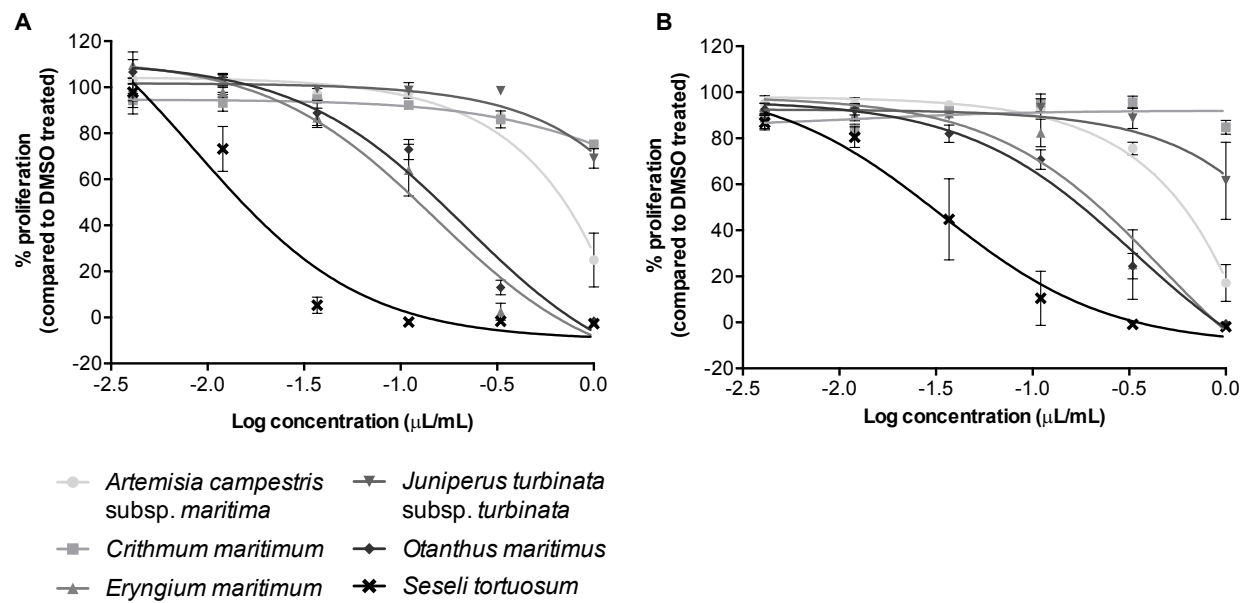 A
120
100
80
60
40
20
0
-20
% proliferation
(compared to DMSO treated)
-2.5 -2.0 -1.5 -1.0 -0.5 0.0
Log concentration (μL/mL)
B
120
100
80
60
40
20
0
-20
% proliferation
(compared to DMSO treated)
-2.5 -2.0 -1.5 -1.0 -0.5 0.0
Log concentration (μL/mL)
Artemisia campestris
subsp. maritima
Crithmum maritimum
Eryngium maritimum
Juniperus turbinata
subsp. turbinata
Otanthus maritimus
Seseli tortuosum